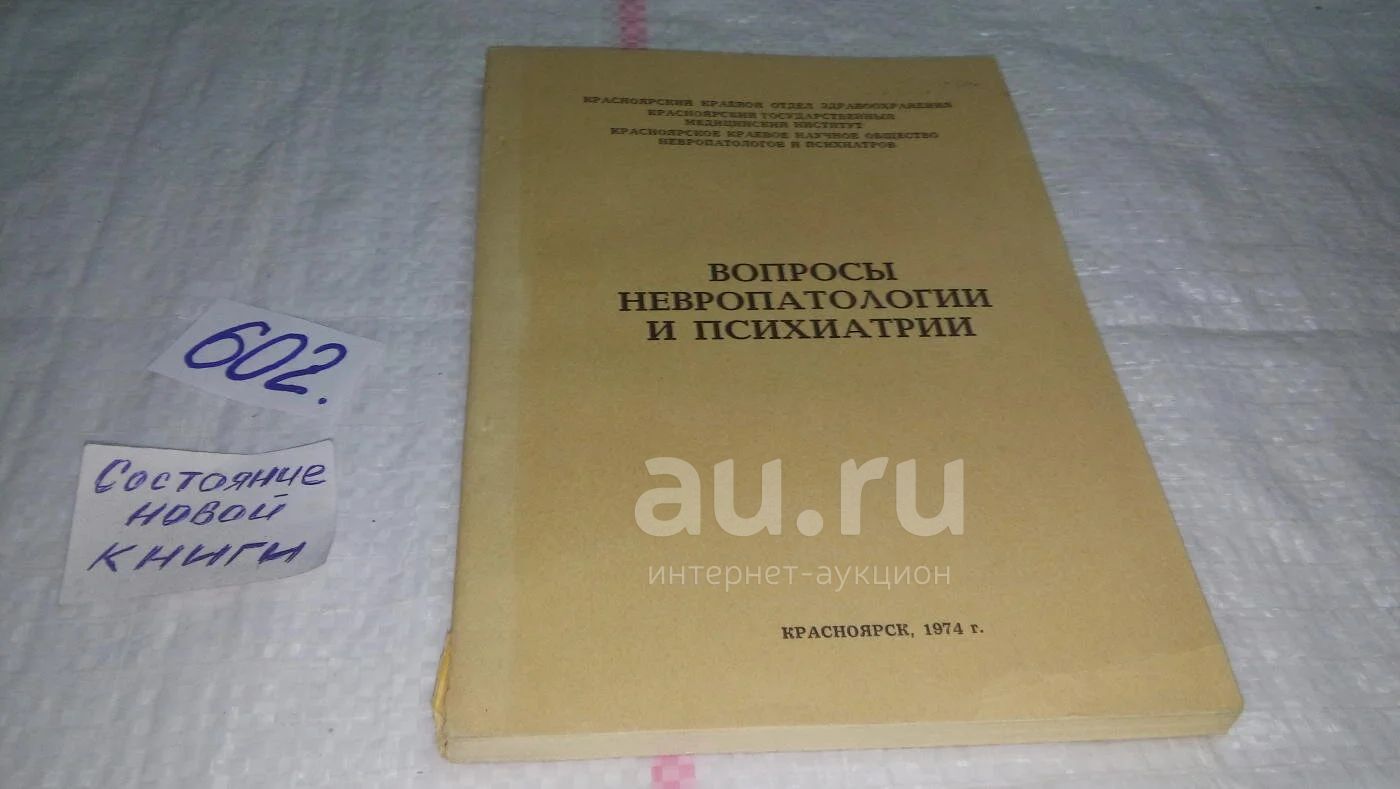 КРАСНОЯРСКИЙ КРАЕВОЙ ОТДЕЛ ЗДРАВООХРАНЕНИЯ
КРАСНОЯРСКИЙ ГОСУДАРСТВЕННЫЙ
МЕДИЦИНСКИЙ ИНСТИТУТ
КРАСНОЯРСКОЕ КРАЕВОЕ НАУЧНОЕ ОБЩЕСТВО
НЕВРОПАТОЛОГОВ И ПСИХИАТРОВ
ВОПРОСЫ
НЕВРОПАТОЛОГИИ
И ПСИХИАТРИИ
602.
Состояние
новой
книги
au.ru
интернет-аукцион
КРАСНОЯРСК, 1974 г.